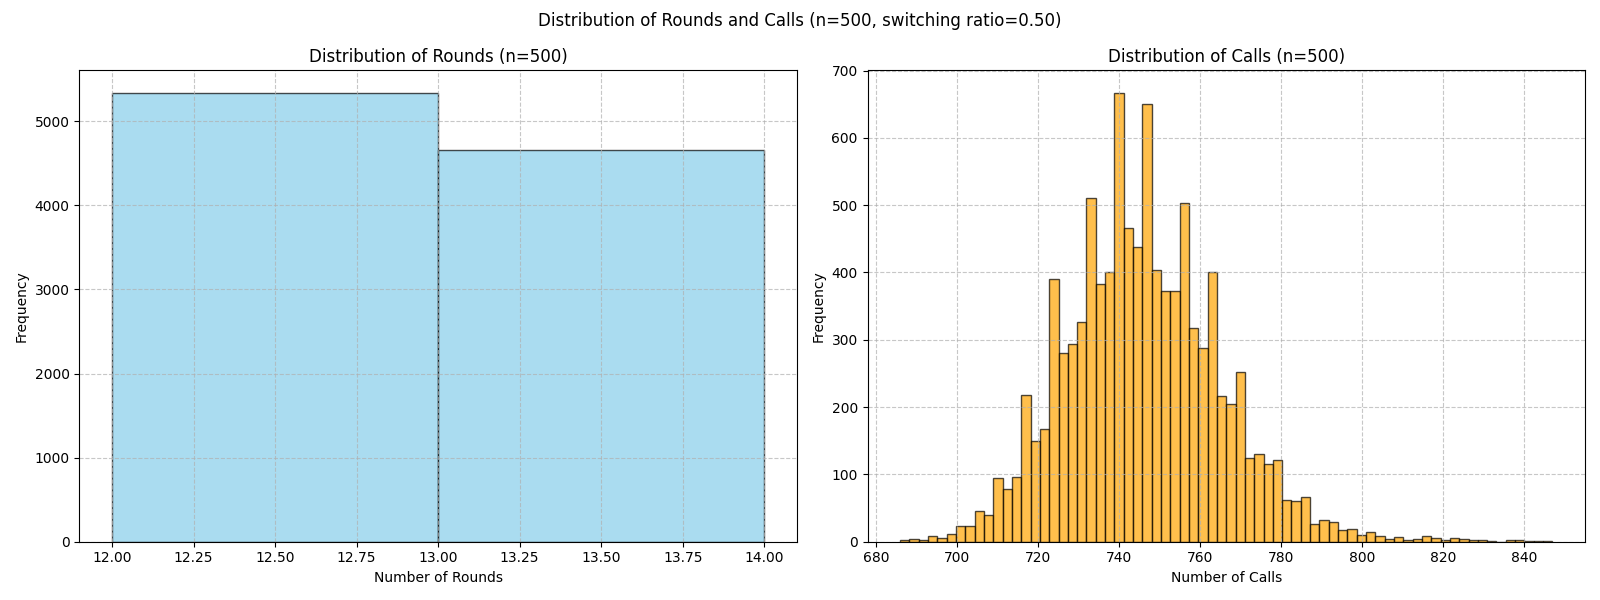 Distribution of Rounds and Calls (n=500, switching ratio=0.50)
Distribution of Rounds (n=500)
Frequency
5000
4000
3000
2000
1000
0
12.00 12.25 12.50 12.75 13.00 13.25 13.50 13.75 14.00
Number of Rounds
Distribution of Calls (n=500)
Frequency
700
600
500
400
300
200
100
0
680 700 720 740 760 780 800 820 840
Number of Calls